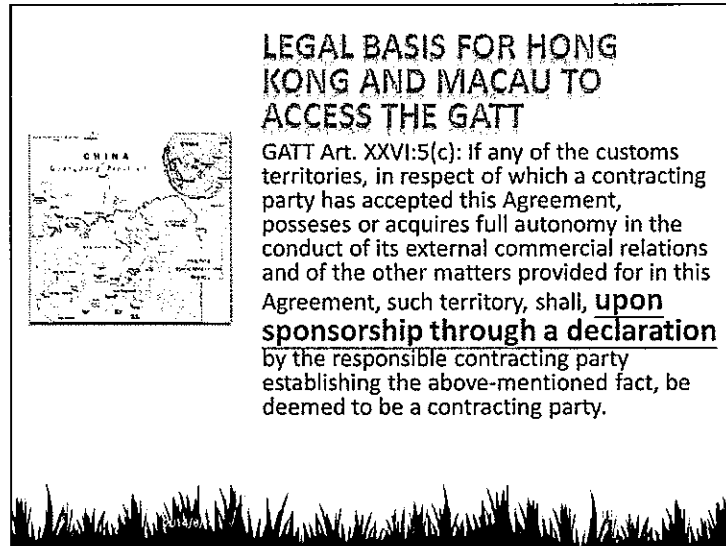 LEGAL BASIS FOR HONG
KONG AND MACAU TO
ACCESS THE GATT
GATT Art. XXVI:5(c): If any of the customs
territories, in respect of which a contracting
party has accepted this Agreement,
posseses or acquires full autonomy in the
conduct of its external commercial relations
and of the other matters provided for in this
Agreement, such territory, shall, upon
sponsorship through a declaration
by the responsible contracting party
establishing the above-mentioned fact, be
deemed to be a contracting party.
CHINA